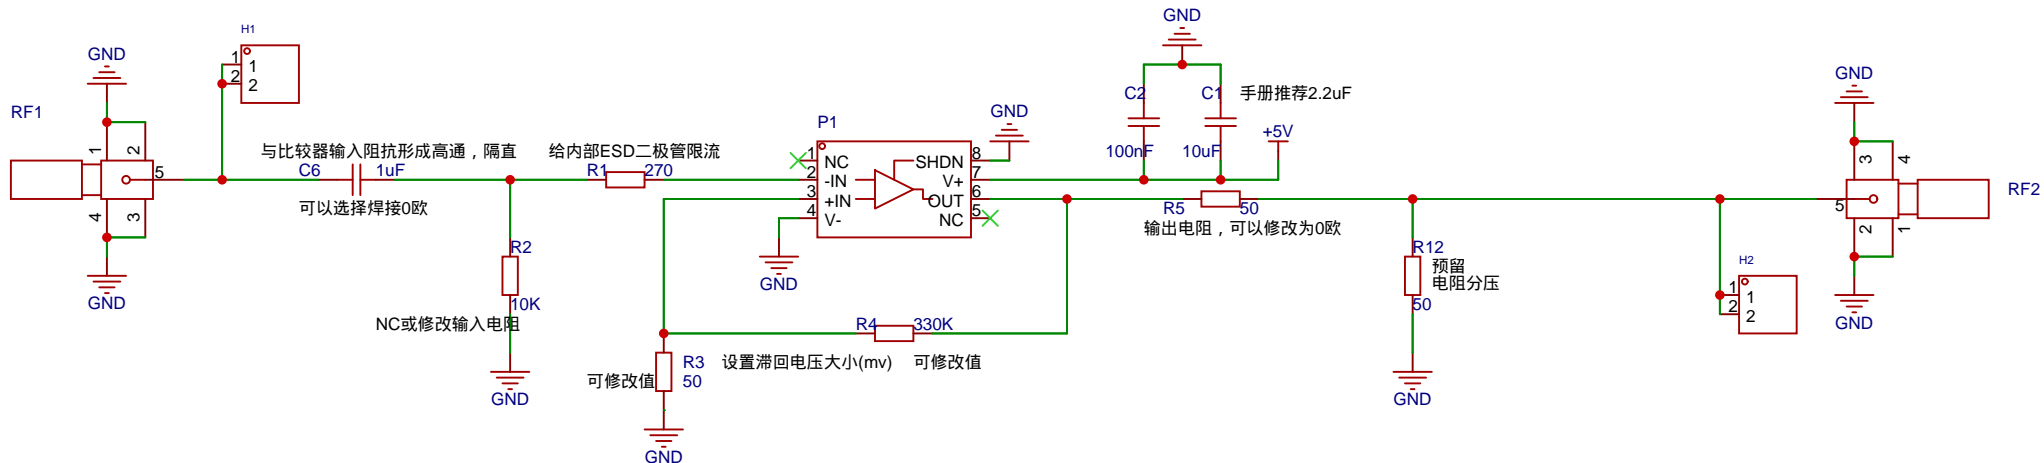 GND
H1
1
2
1
2
RF1
1
2
5
4
3
GND
与比较器输入阻抗形成高通，隔直
C6
1uF
可以选择焊接0欧
给内部ESD二极管限流
R1
270
R2
10K
NC或修改输入电阻
GND
P1
1
2
3
4
NC
-IN
+IN
V-
SHDN
V+
OUT
NC
8
7
6
5
GND
GND
GND
C2
100nF
C1
10uF
手册推荐2.2uF
+5V
R5
50
输出电阻，可以修改为0欧
R4
330K
设置滞回电压大小(mv)
可修改值
可修改值
R3
50
GND
R12
预留
电阻分压
50
GND
H2
1
2
1
2
GND
3
4
5
2
1
RF2
GND